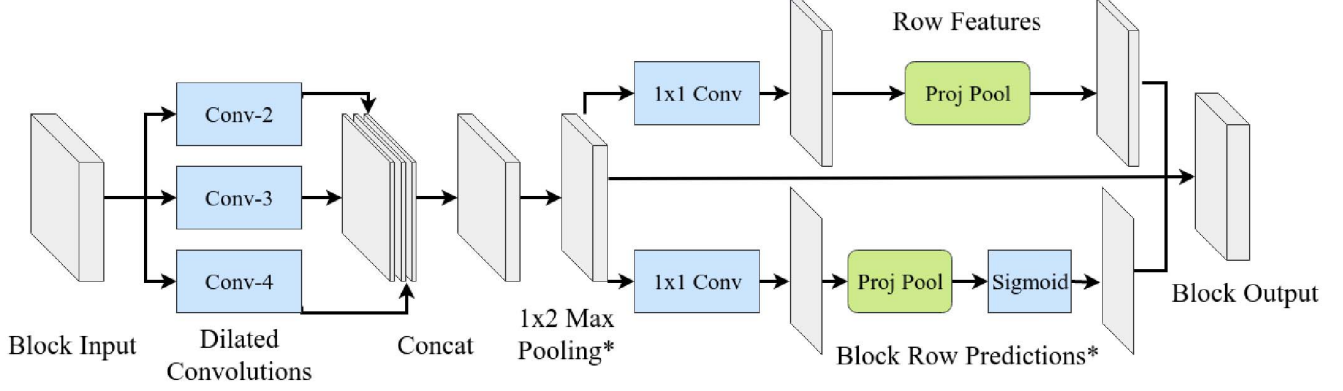 Row Features
Conv-2
1x1 Conv
Proj Pool
Conv-3
Conv-4
1x1 Conv
Proj Pool
Sigmoid
Block Input
Dilated
Convolutions
Concat
1x2 Max
Pooling*
Block Row Predictions*
Block Output